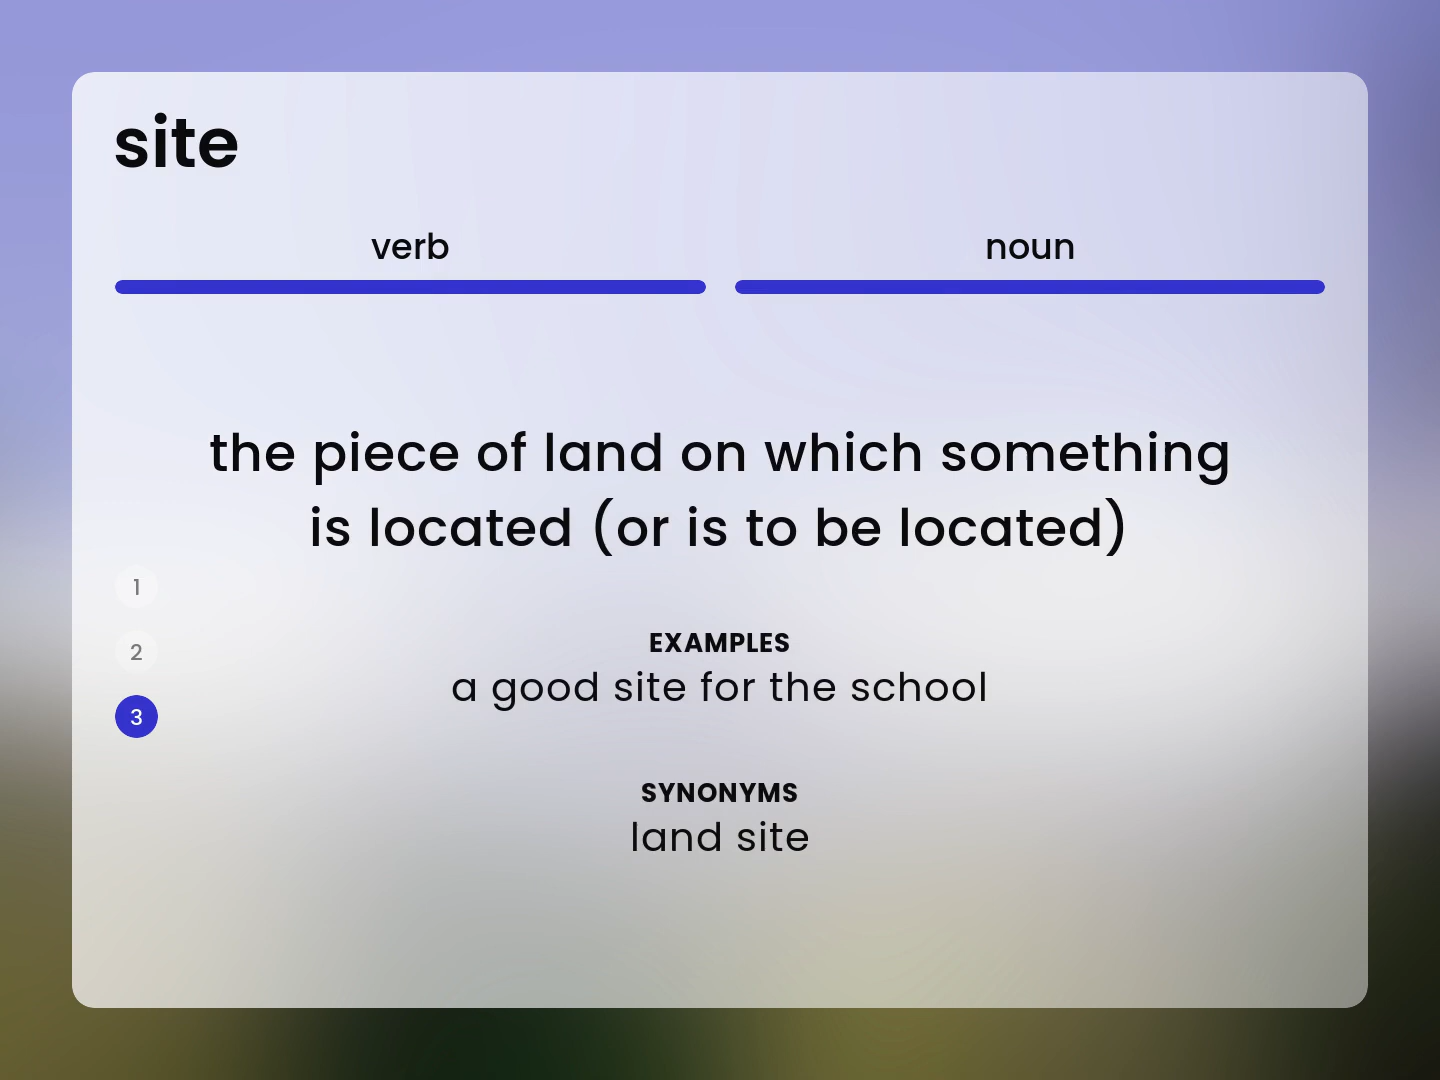 site
verb
noun
the piece of land on which something
is located (or is to be located)
1
2
3
EXAMPLES
a good site for the school
SYNONYMS
land site